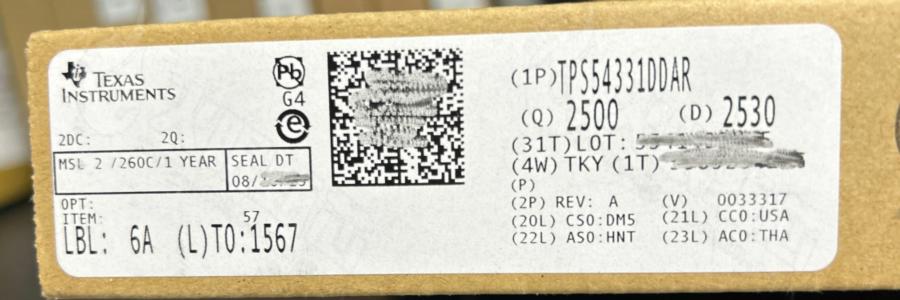 TEXAS
INSTRUMENTS
Pb
G4
e
2DC: 2Q:
MSL 2 /260C/1 YEAR
SEAL DT
08/
OPT:
ITEM:
57
LBL: 6A (L)TO:1567
(1P)TPS54331DDAR
(Q) 2500 (D) 2530
(31T)LOT:
(4W) TKY (1T)
(P)
(2P) REV: A (V) 0033317
(20L) CSO:DM5 (21L) CCO:USA
(22L) ASO:HNT (23L) ACO:THA